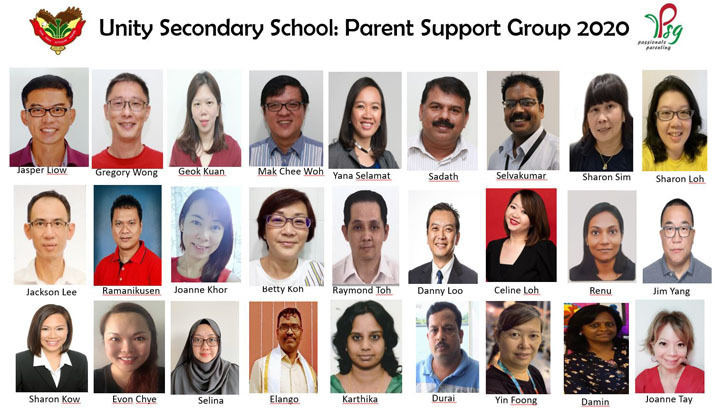 Unity Secondary School: Parent Support Group 2020
Psg
passionate
parenting
Jasper Liow
Gregory Wong
Geok Kuan
Mak Chee Woh
Yana Selamat
Sadath
Selvakumar
Sharon Sim
Sharon Loh
Jackson Lee
Ramanikusen
Joanne Khor
Betty Koh
Raymond Toh
Danny Loo
Celine Loh
Renu
Jim Yang
Sharon Kow
Evon Chye
Selina
Elango
Karthika
Durai
Yin Foong
Damin
Joanne Tay